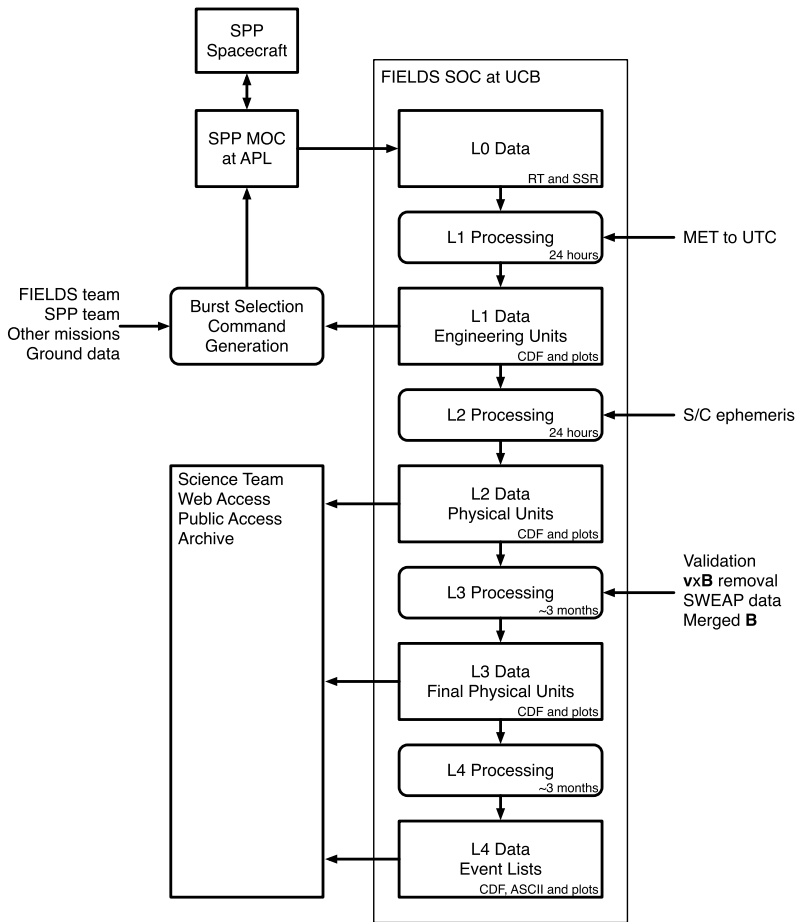 SPP
Spacecraft
SPP MOC
at APL
FIELDS SOC at UCB
L0 Data
RT and SSR
L1 Processing
24 hours
MET to UTC
FIELDS team
SPP team
Other missions
Ground data
Burst Selection
Command
Generation
L1 Data
Engineering Units
CDF and plots
L2 Processing
24 hours
S/C ephemeris
Science Team
Web Access
Public Access
Archive
L2 Data
Physical Units
CDF and plots
L3 Processing
~3 months
Validation
vxB removal
SWEAP data
Merged B
L3 Data
Final Physical Units
CDF and plots
L4 Processing
~3 months
L4 Data
Event Lists
CDF, ASCII and plots